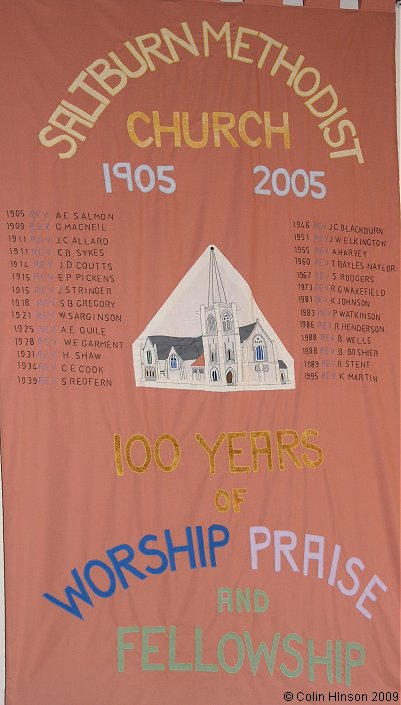 SALTBURN METHODIST
CHURCH
1905 2005
1905 REV. A.E. SALMON
1909 REV. G. MACNEIL
1911 REV. J.C. ALLARD
1911 REV. C.B. SYKES
1914 REV. J.D. COUTTS
1915 REV. E.P. PICKENS
1915 REV. J. STRINGER
1918 REV. S.B. GREGORY
1921 REV. W. SARGINSON
1925 REV. A.E. GUILE
1928 REV. W.E. GARMENT
1931 REV. H. SHAW
1934 REV. C.E. COOK
1939 REV. S. REDFERN
1946 REV. J.C. BLACKBURN
1951 REV. J.W. ELKINGTON
1955 REV. A. HARVEY
1960 REV. T. BAYLES NAYLOR
1967 REV. S. RODGERS
1973 REV. R.G. WAKEFIELD
1981 REV. K. JOHNSON
1983 REV. P. WATKINSON
1986 REV. R. HENDERSON
1988 REV. B. WELLS
1988 REV. B. BOSHIER
1989 REV. R. STENT
1995 REV. K. MARTIN
100 YEARS
OF
WORSHIP PRAISE
AND
FELLOWSHIP
© Colin HInson 2009